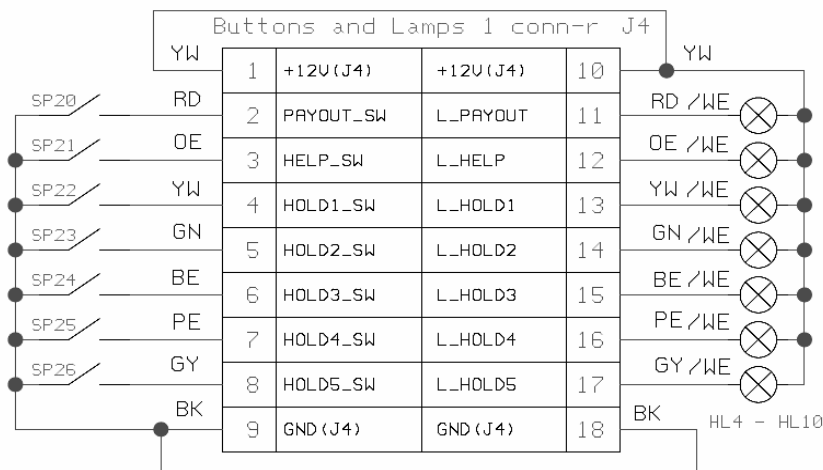 Buttons and Lamps 1 conn-r J4
YW 1 +12V(J4) +12V(J4) 10 YW
SP20 RD 2 PAYOUT_SW L_PAYOUT 11 RD /WE
SP21 OE 3 HELP_SW L_HELP 12 OE /WE
SP22 YW 4 HOLD1_SW L_HOLD1 13 YW /WE
SP23 GN 5 HOLD2_SW L_HOLD2 14 GN /WE
SP24 BE 6 HOLD3_SW L_HOLD3 15 BE /WE
SP25 PE 7 HOLD4_SW L_HOLD4 16 PE /WE
SP26 GY 8 HOLD5_SW L_HOLD5 17 GY /WE
BK 9 GND(J4) GND(J4) 18 BK
HL4 - HL10